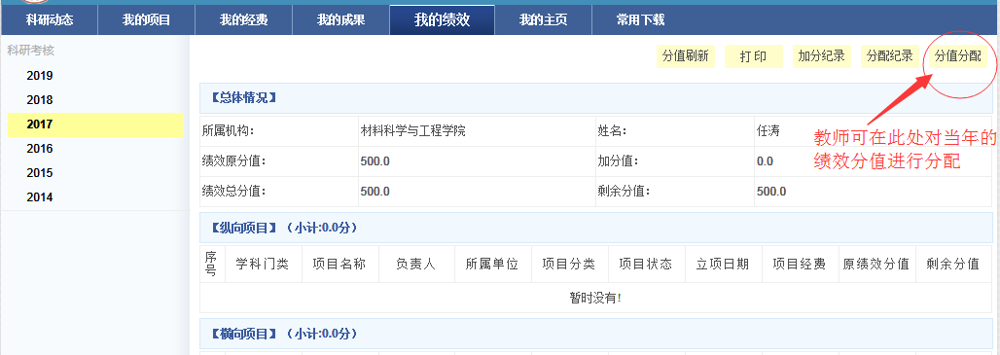 科研动态 我的项目 我的经费 我的成果 我的绩效 我的主页 常用下载
科研考核
2019
2018
2017
2016
2015
2014
分值刷新 打 印 加分纪录 分配纪录 分值分配
【总体情况】
所属机构： 材料科学与工程学院 姓名： 任涛
绩效原分值： 500.0 加分值： 0.0
绩效总分值： 500.0 剩余分值： 500.0
教师可在此处对当年的
绩效分值进行分配
【纵向项目】（小计:0.0分）
序号 学科门类 项目名称 负责人 所属单位 项目分类 项目状态 立项日期 项目经费 原绩效分值 剩余分值
暂时没有!
【横向项目】（小计:0.0分）